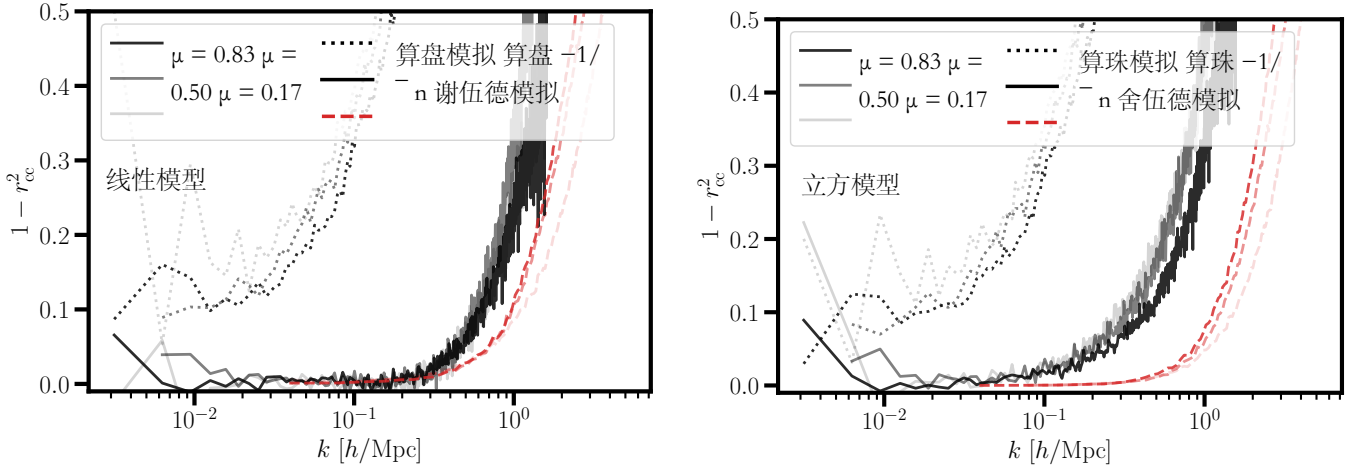 0.5
0.4
0.3
0.2
0.1
0.0
1 − r²cc
μ = 0.83 μ =
0.50 μ = 0.17
算盘模拟 算盘 −1/
¯ n 谢伍德模拟
线性模型
10⁻²
10⁻¹
10⁰
k [h/Mpc]
0.5
0.4
0.3
0.2
0.1
0.0
1 − r²cc
μ = 0.83 μ =
0.50 μ = 0.17
算珠模拟 算珠 −1/
¯ n 舍伍德模拟
立方模型
10⁻²
10⁻¹
10⁰
k [h/Mpc]